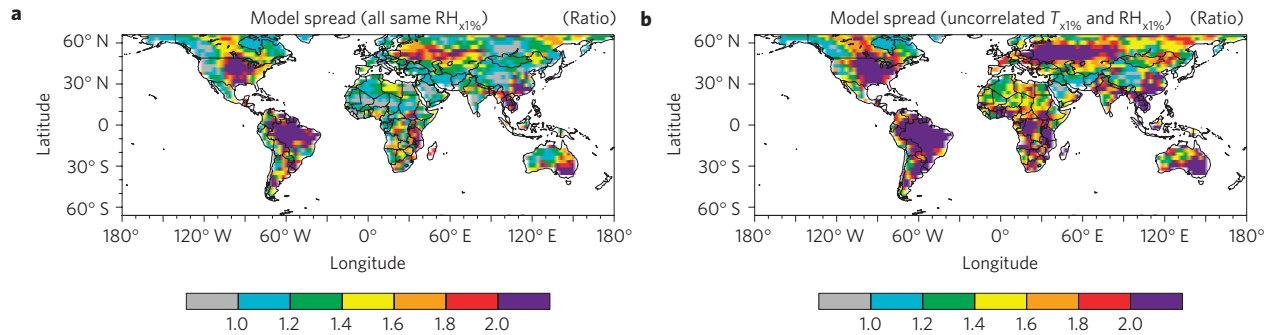 a
Model spread (all same RHx1%) (Ratio)
60° N
30° N
0
30° S
60° S
Latitude
180° 120° W 60° W 0° 60° E 120° E 180°
Longitude
1.0 1.2 1.4 1.6 1.8 2.0
b
Model spread (uncorrelated Tx1% and RHx1%) (Ratio)
60° N
30° N
0
30° S
60° S
Latitude
180° 120° W 60° W 0° 60° E 120° E 180°
Longitude
1.0 1.2 1.4 1.6 1.8 2.0